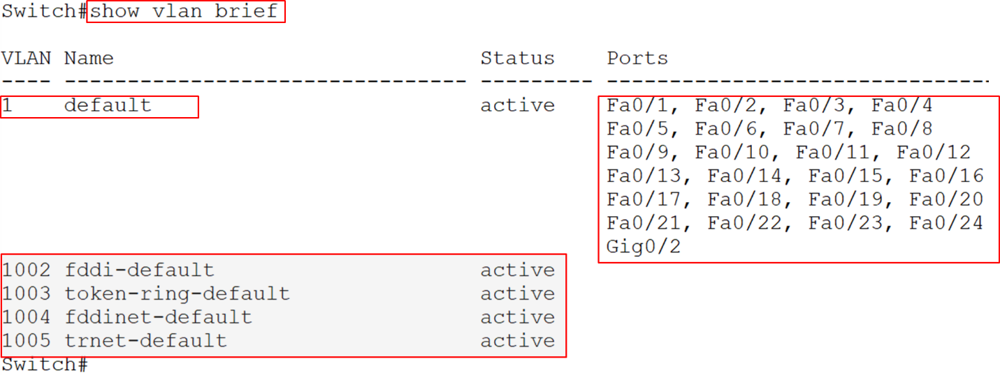 Switch#show vlan brief
VLAN Name Status Ports
---- -------------------------------- --------- -------------------------------
1 default active Fa0/1, Fa0/2, Fa0/3, Fa0/4
Fa0/5, Fa0/6, Fa0/7, Fa0/8
Fa0/9, Fa0/10, Fa0/11, Fa0/12
Fa0/13, Fa0/14, Fa0/15, Fa0/16
Fa0/17, Fa0/18, Fa0/19, Fa0/20
Fa0/21, Fa0/22, Fa0/23, Fa0/24
Gig0/2
1002 fddi-default active
1003 token-ring-default active
1004 fddinet-default active
1005 trnet-default active
Switch#